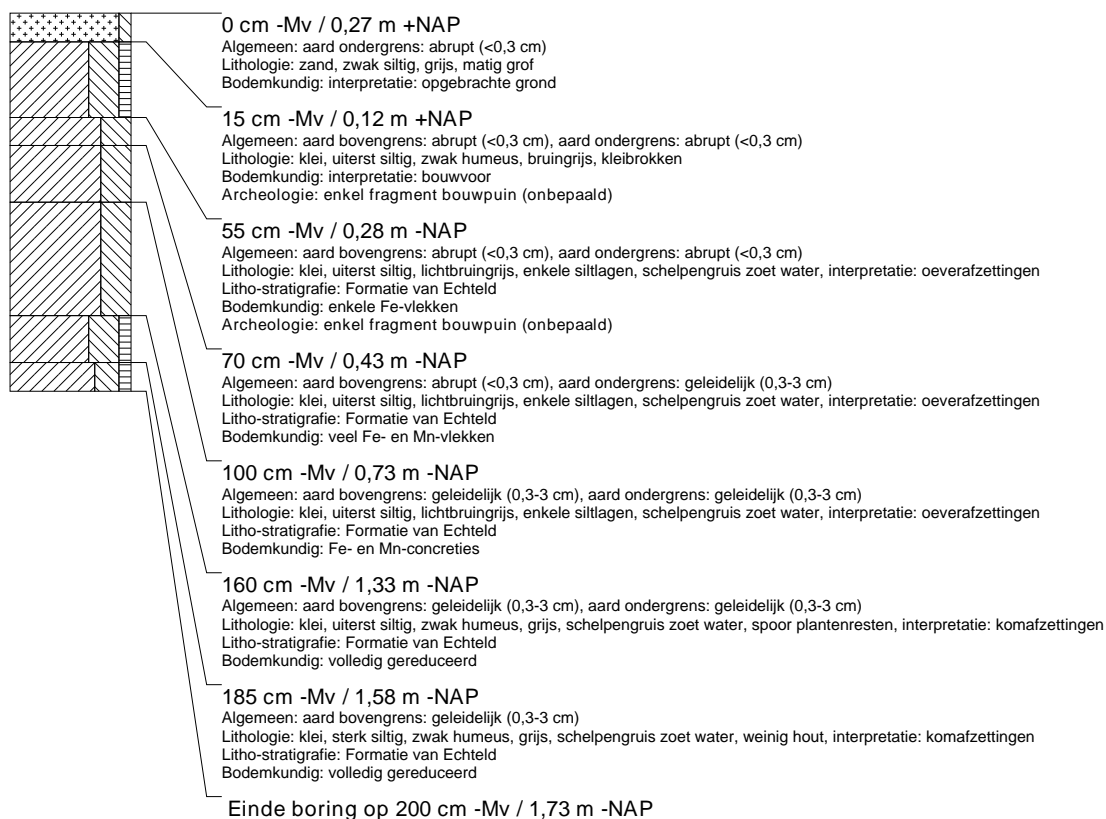 0 cm -Mv / 0,27 m +NAP
Algemeen: aard ondergrens: abrupt (<0,3 cm)
Lithologie: zand, zwak siltig, grijs, matig grof
Bodemkundig: interpretatie: opgebrachte grond
15 cm -Mv / 0,12 m +NAP
Algemeen: aard bovengrens: abrupt (<0,3 cm), aard ondergrens: abrupt (<0,3 cm)
Lithologie: klei, uiterst siltig, zwak humeus, bruingrijs, kleibrokken
Bodemkundig: interpretatie: bouwvoor
Archeologie: enkel fragment bouwpuin (onbepaald)
55 cm -Mv / 0,28 m -NAP
Algemeen: aard bovengrens: abrupt (<0,3 cm), aard ondergrens: abrupt (<0,3 cm)
Lithologie: klei, uiterst siltig, lichtbruingrijs, enkele siltlagen, schelpengruis zoet water, interpretatie: oeverafzettingen
Litho-stratigrafie: Formatie van Echteld
Bodemkundig: enkele Fe-vlekken
Archeologie: enkel fragment bouwpuin (onbepaald)
70 cm -Mv / 0,43 m -NAP
Algemeen: aard bovengrens: abrupt (<0,3 cm), aard ondergrens: geleidelijk (0,3-3 cm)
Lithologie: klei, uiterst siltig, lichtbruingrijs, enkele siltlagen, schelpengruis zoet water, interpretatie: oeverafzettingen
Litho-stratigrafie: Formatie van Echteld
Bodemkundig: veel Fe- en Mn-vlekken
100 cm -Mv / 0,73 m -NAP
Algemeen: aard bovengrens: geleidelijk (0,3-3 cm), aard ondergrens: geleidelijk (0,3-3 cm)
Lithologie: klei, uiterst siltig, lichtbruingrijs, enkele siltlagen, schelpengruis zoet water, interpretatie: oeverafzettingen
Litho-stratigrafie: Formatie van Echteld
Bodemkundig: Fe- en Mn-concreties
160 cm -Mv / 1,33 m -NAP
Algemeen: aard bovengrens: geleidelijk (0,3-3 cm), aard ondergrens: geleidelijk (0,3-3 cm)
Lithologie: klei, uiterst siltig, zwak humeus, grijs, schelpengruis zoet water, spoor plantenresten, interpretatie: komafzettingen
Litho-stratigrafie: Formatie van Echteld
Bodemkundig: volledig gereduceerd
185 cm -Mv / 1,58 m -NAP
Algemeen: aard bovengrens: geleidelijk (0,3-3 cm)
Lithologie: klei, sterk siltig, zwak humeus, grijs, schelpengruis zoet water, weinig hout, interpretatie: komafzettingen
Litho-stratigrafie: Formatie van Echteld
Bodemkundig: volledig gereduceerd
Einde boring op 200 cm -Mv / 1,73 m -NAP